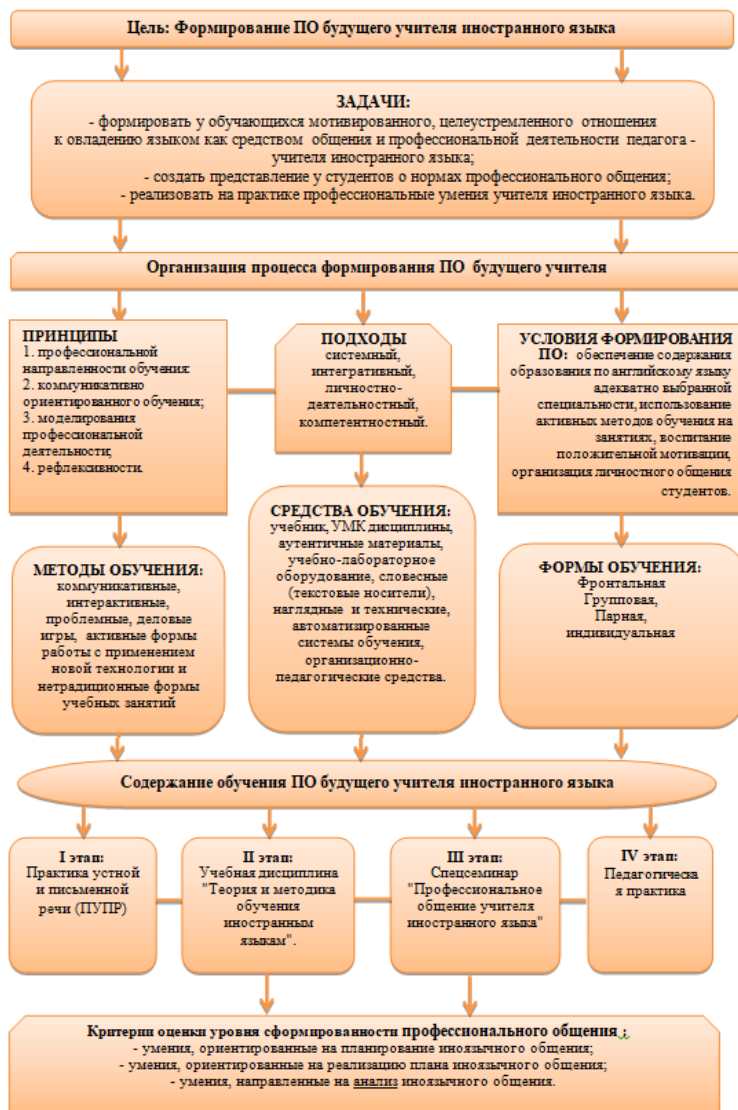 Цель: Формирование ПО будущего учителя иностранного языка
ЗАДАЧИ:
- формировать у обучающихся мотивированного, целеустремленного отношения
к овладению языком как средством общения и профессиональной деятельности педагога -
учителя иностранного языка;
- создать представление у студентов о нормах профессионального общения;
- реализовать на практике профессиональные умения учителя иностранного языка.
Организация процесса формирования ПО будущего учителя
ПРИНЦИПЫ
1. профессиональной
направленности обучения:
2. коммуникативно
ориентированного обучения;
3. моделирования
профессиональной
деятельности;
4. рефлексивности.
ПОДХОДЫ
системный,
интегративный,
личностно-
деятельностный,
компетентностный.
УСЛОВИЯ ФОРМИРОВАНИЯ
ПО: обеспечение содержания
образования по английскому языку
адекватно выбранной
специальности, использование
активных методов обучения на
занятиях, воспитание
положительной мотивации,
организация личностного общения
студентов.
МЕТОДЫ ОБУЧЕНИЯ:
коммуникативные,
интерактивные,
проблемные, деловые
игры, активные формы
работы с применением
новой технологии и
нетрадиционные формы
учебных занятий
СРЕДСТВА ОБУЧЕНИЯ:
учебник, УМК дисциплины,
аутентичные материалы,
учебно-лабораторное
оборудование, словесные
(текстовые носители),
наглядные и технические,
автоматизированные
системы обучения,
организационно-
педагогические средства.
ФОРМЫ ОБУЧЕНИЯ:
Фронтальная
Групповая,
Парная,
индивидуальная
Содержание обучения ПО будущего учителя иностранного языка
I этап:
Практика устной
и письменной
речи (ПУПР)
II этап:
Учебная дисциплина
"Теория и методика
обучения
иностранным
языкам".
III этап:
Спецсеминар
"Профессиональное
общение учителя
иностранного языка"
IV этап:
Педагогическа
я практика
Критерии оценки уровня сформированности профессионального общения ;
- умения, ориентированные на планирование иноязычного общения;
- умения, ориентированные на реализацию плана иноязычного общения;
- умения, направленные на анализ иноязычного общения.